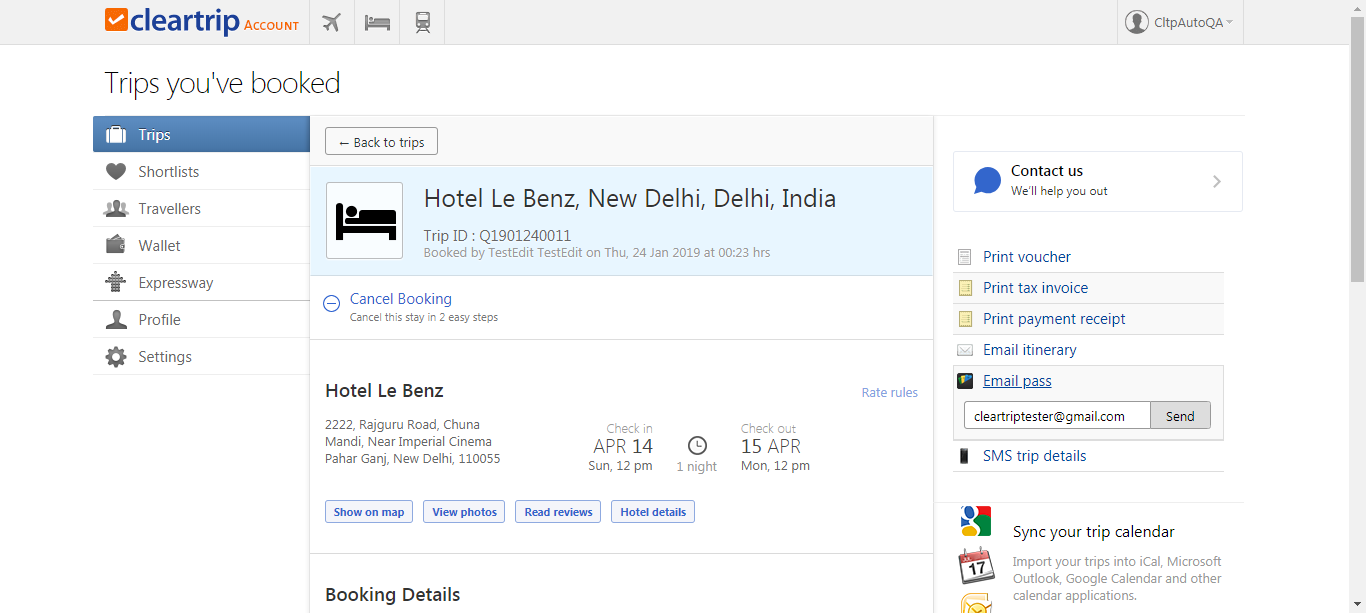 cleartrip ACCOUNT
CltpAutoQA
Trips you've booked
Trips
Shortlists
Travellers
Wallet
Expressway
Profile
Settings
← Back to trips
Hotel Le Benz, New Delhi, Delhi, India
Trip ID : Q1901240011
Booked by TestEdit TestEdit on Thu, 24 Jan 2019 at 00:23 hrs
Cancel Booking
Cancel this stay in 2 easy steps
Hotel Le Benz
Rate rules
2222, Rajguru Road, Chuna
Mandi, Near Imperial Cinema
Pahar Ganj, New Delhi, 110055
Check in
APR 14
Sun, 12 pm
1 night
Check out
15 APR
Mon, 12 pm
Show on map
View photos
Read reviews
Hotel details
Booking Details
Contact us
We'll help you out
Print voucher
Print tax invoice
Print payment receipt
Email itinerary
Email pass
cleartriptester@gmail.com
Send
SMS trip details
Sync your trip calendar
17
Import your trips into iCal, Microsoft
Outlook, Google Calendar and other
calendar applications.